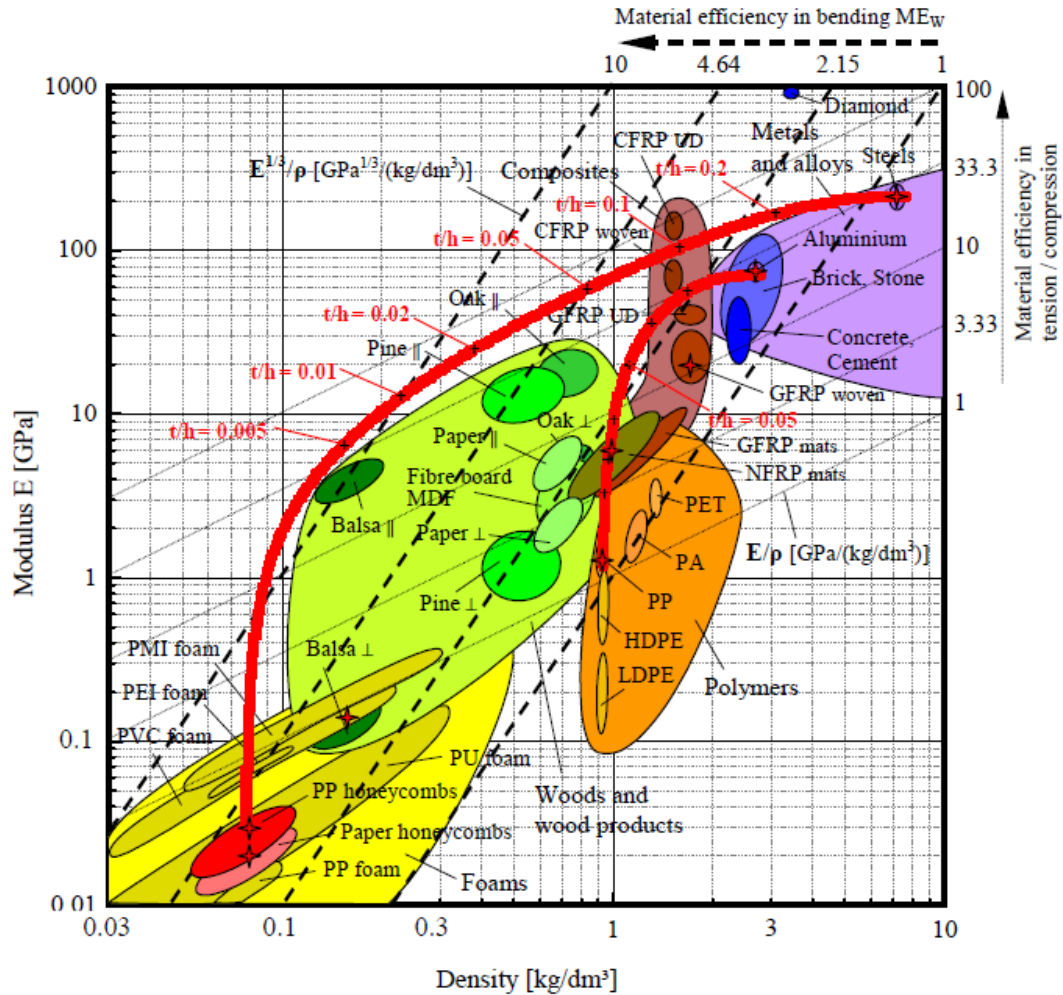 Material efficiency in bending MEW
10 4.64 2.15 1
1000
100
10
1
0.1
0.01
Modulus E [GPa]
0.03 0.1 0.3 1 3 10
Density [kg/dm³]
100
33.3
10
3.33
1
Material efficiency in
tension / compression
Diamond
CFRP UD
Metals
and alloys
Steels
E1/3/ρ [GPa1/3/(kg/dm3)]
Composites
t/h = 0.2
t/h = 0.1
CFRP woven
t/h = 0.05
Aluminium
Brick, Stone
Oak ||
GFRP UD
t/h = 0.02
Concrete,
Cement
Pine ||
t/h = 0.01
GFRP woven
t/h = 0.05
t/h = 0.005
Paper ||
Oak ⊥
GFRP mats
NFRP mats
Fibre board
MDF
Balsa ||
PET
Paper ⊥
E/ρ [GPa/(kg/dm3)]
PA
Pine ⊥
PP
HDPE
LDPE
Polymers
PMI foam
Balsa ⊥
PEI foam
PVC foam
PU foam
PP honeycombs
Woods and
wood products
Paper honeycombs
PP foam
Foams